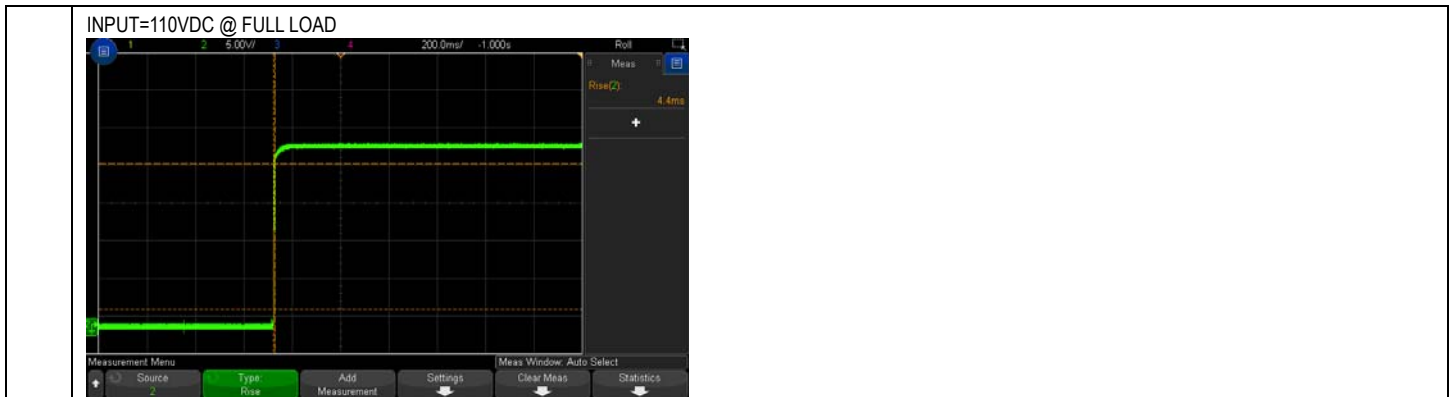 INPUT=110VDC @ FULL LOAD
1 2 5.00V/ 3 4 200.0ms/ -1.000s Roll
Meas
Rise(2):
4.4ms
+
Measurement Menu Meas Window: Auto Select
Source Type: Add Settings Clear Meas Statistics
2 Rise Measurement